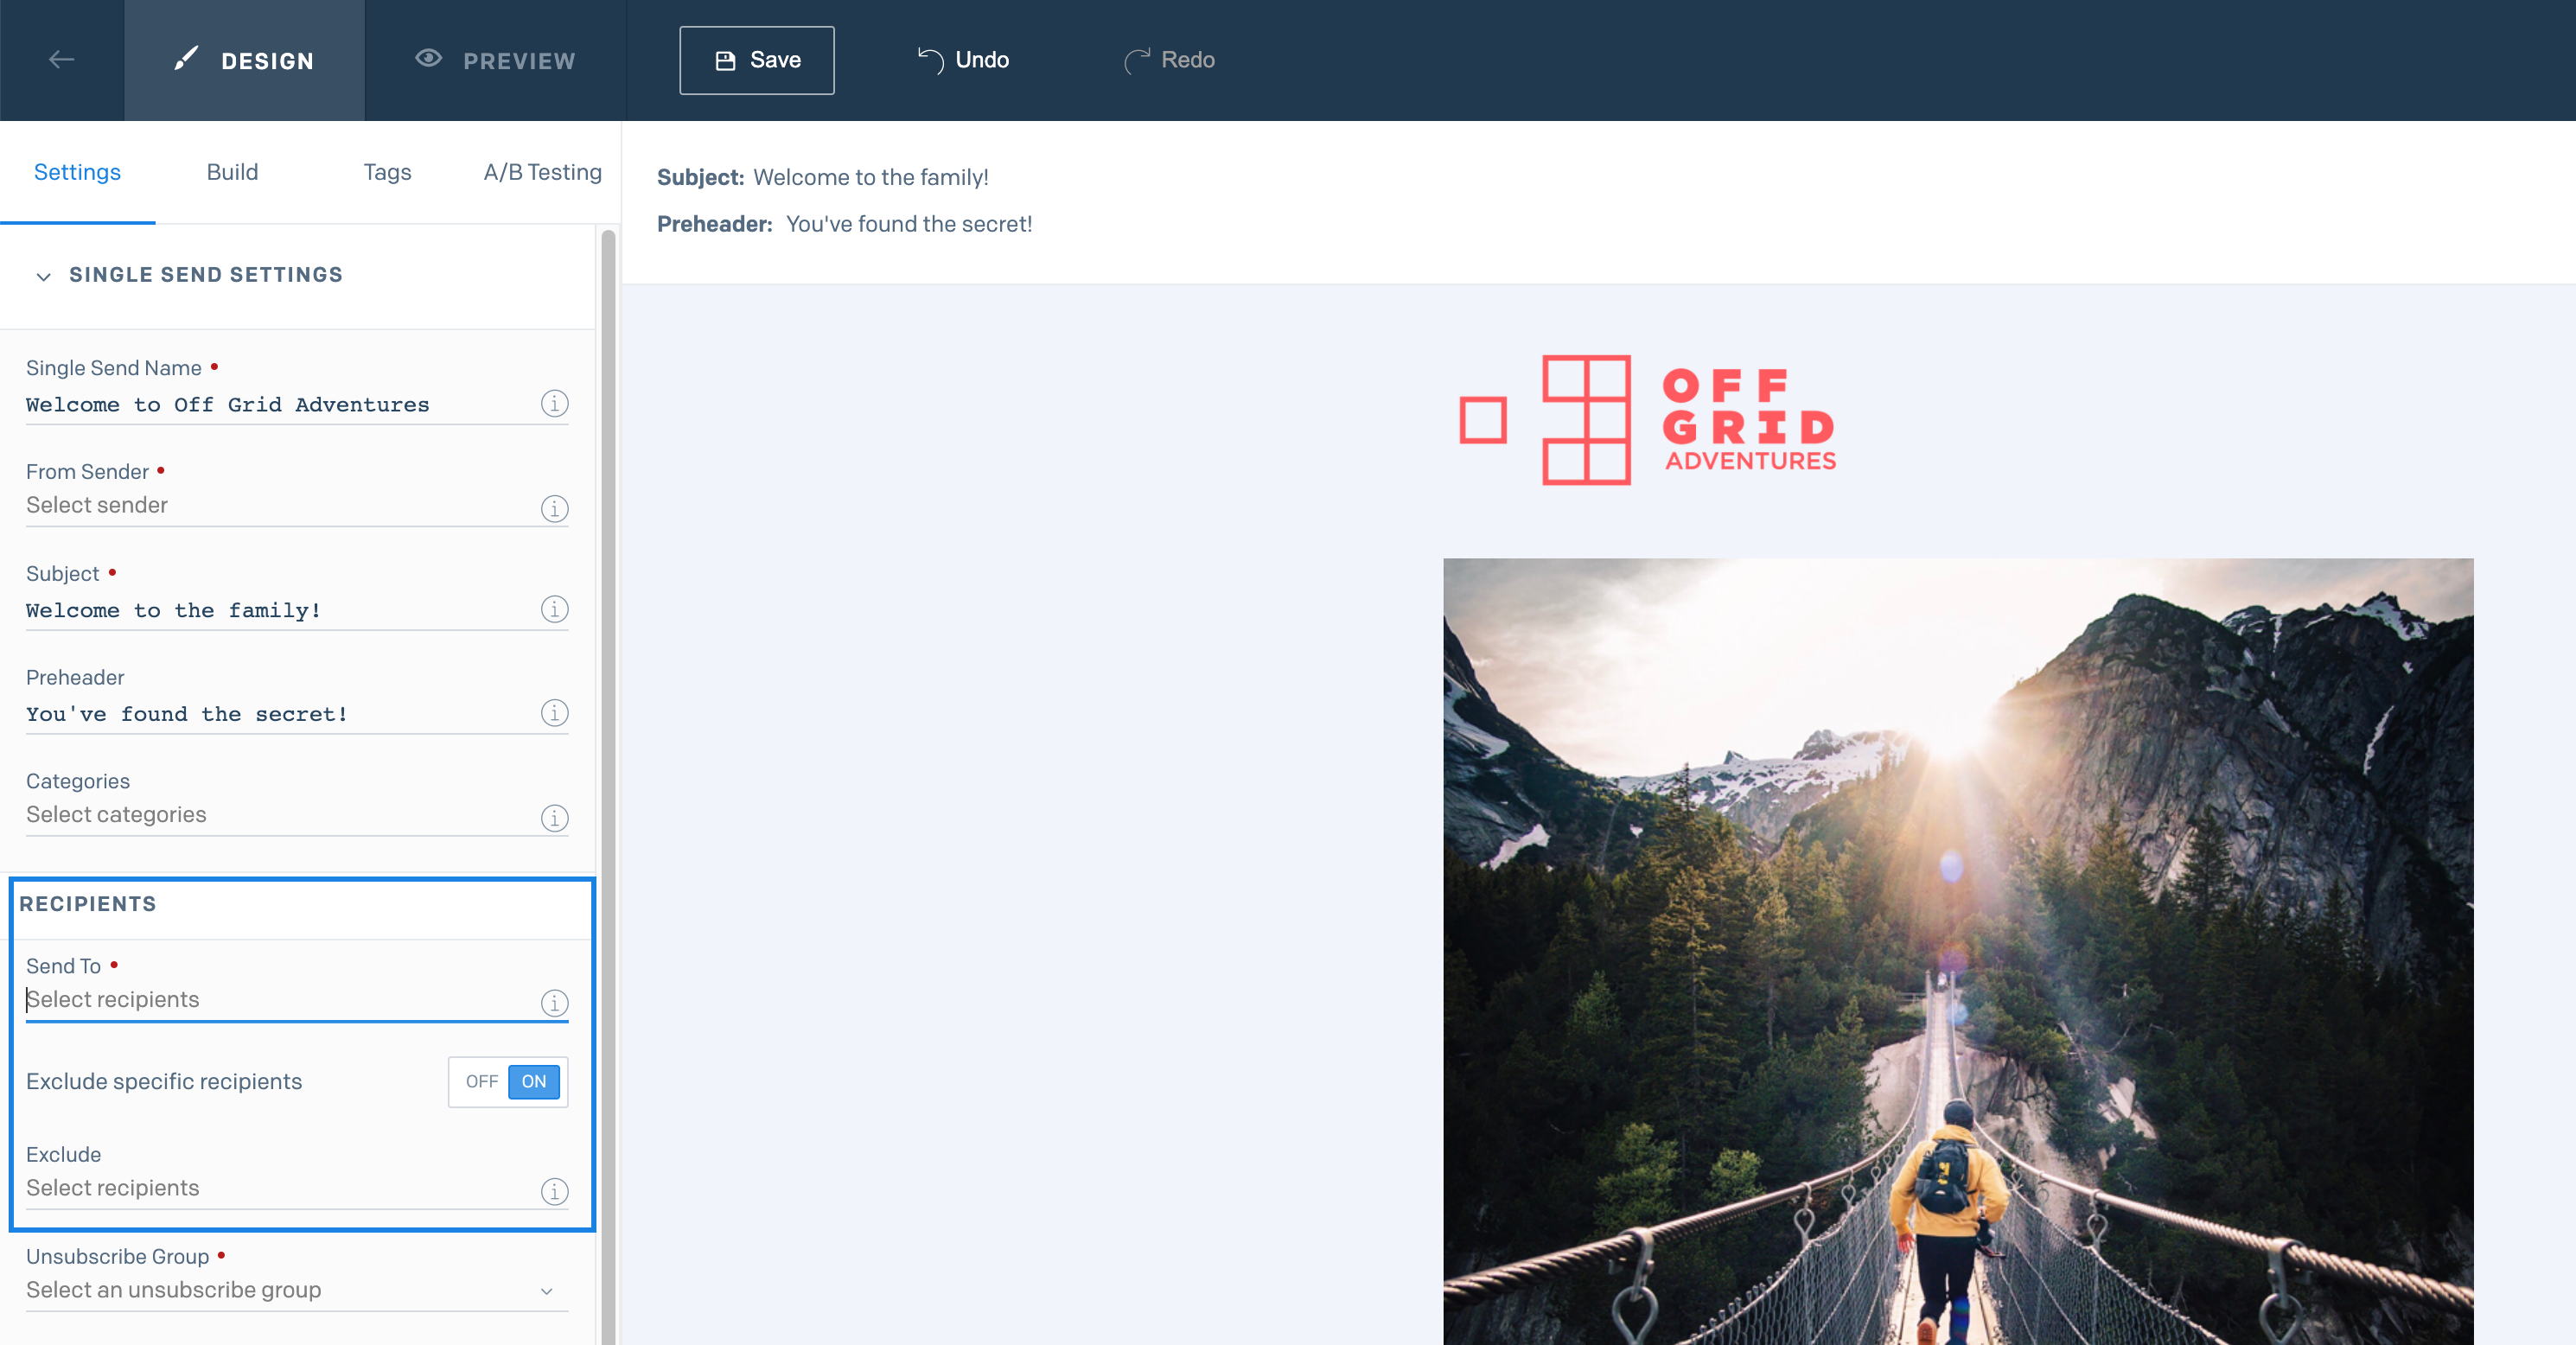 DESIGN
PREVIEW
Save
Undo
Redo
Settings
Build
Tags
A/B Testing
Subject: Welcome to the family!
Preheader: You've found the secret!
SINGLE SEND SETTINGS
Single Send Name
Welcome to Off Grid Adventures
From Sender
Select sender
Subject
Welcome to the family!
Preheader
You've found the secret!
Categories
Select categories
RECIPIENTS
Send To
Select recipients
Exclude specific recipients
OFF ON
Exclude
Select recipients
Unsubscribe Group
Select an unsubscribe group
OFF
GRID
ADVENTURES